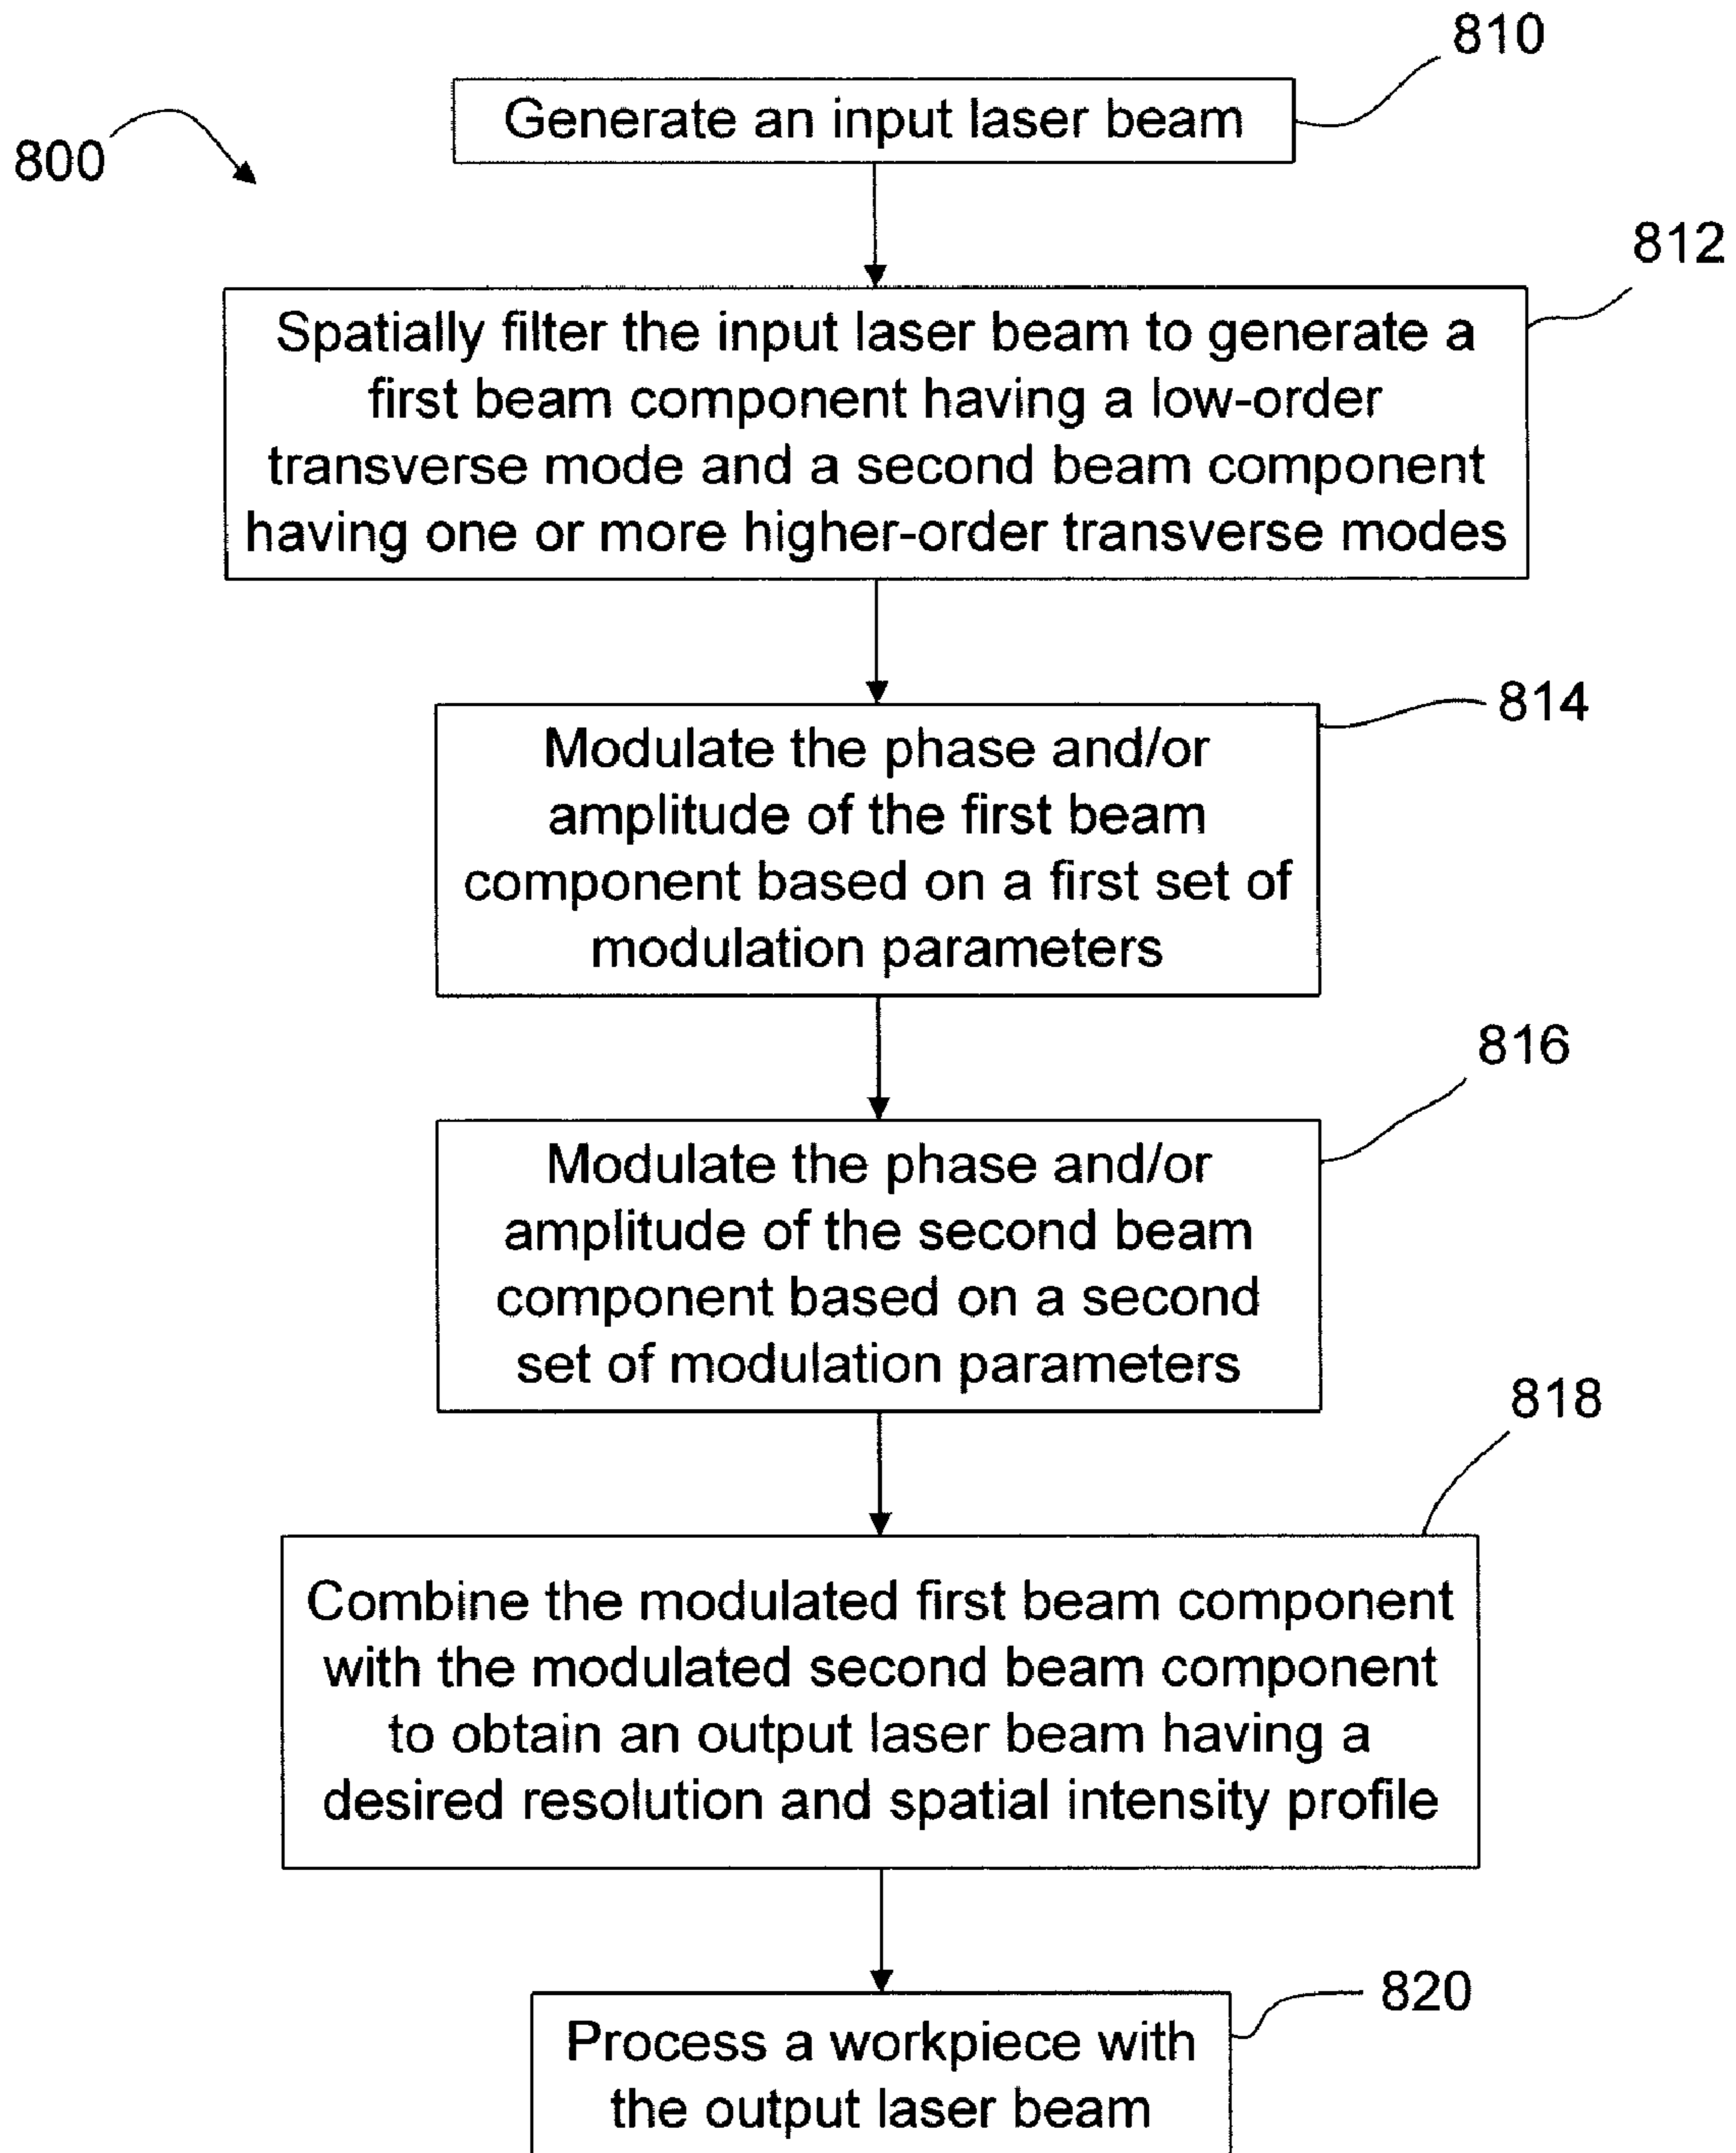 810
Generate an input laser beam
800
812
Spatially filter the input laser beam to generate a
first beam component having a low-order
transverse mode and a second beam component
having one or more higher-order transverse modes
814
Modulate the phase and/or
amplitude of the first beam
component based on a first set of
modulation parameters
816
Modulate the phase and/or
amplitude of the second beam
component based on a second
set of modulation parameters
818
Combine the modulated first beam component
with the modulated second beam component
to obtain an output laser beam having a
desired resolution and spatial intensity profile
820
Process a workpiece with
the output laser beam